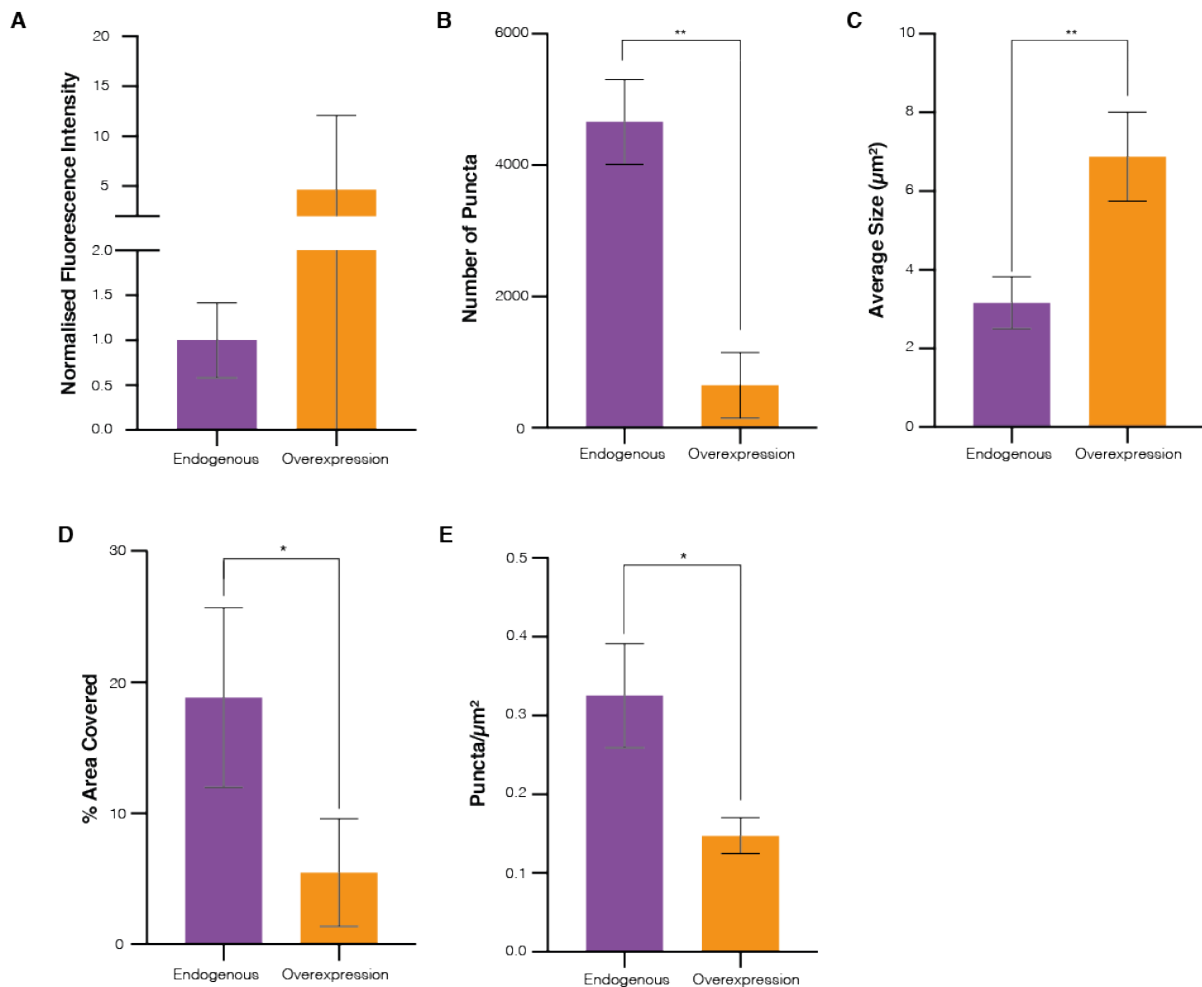 A
Normalised Fluorescence Intensity
20
15
10
5
2.0
1.5
1.0
0.5
0.0
Endogenous Overexpression
B
Number of Puncta
6000
4000
2000
0
**
Endogenous Overexpression
C
Average Size (µm²)
10
8
6
4
2
0
**
Endogenous Overexpression
D
% Area Covered
30
20
10
0
*
Endogenous Overexpression
E
Puncta/µm²
0.5
0.4
0.3
0.2
0.1
0.0
*
Endogenous Overexpression